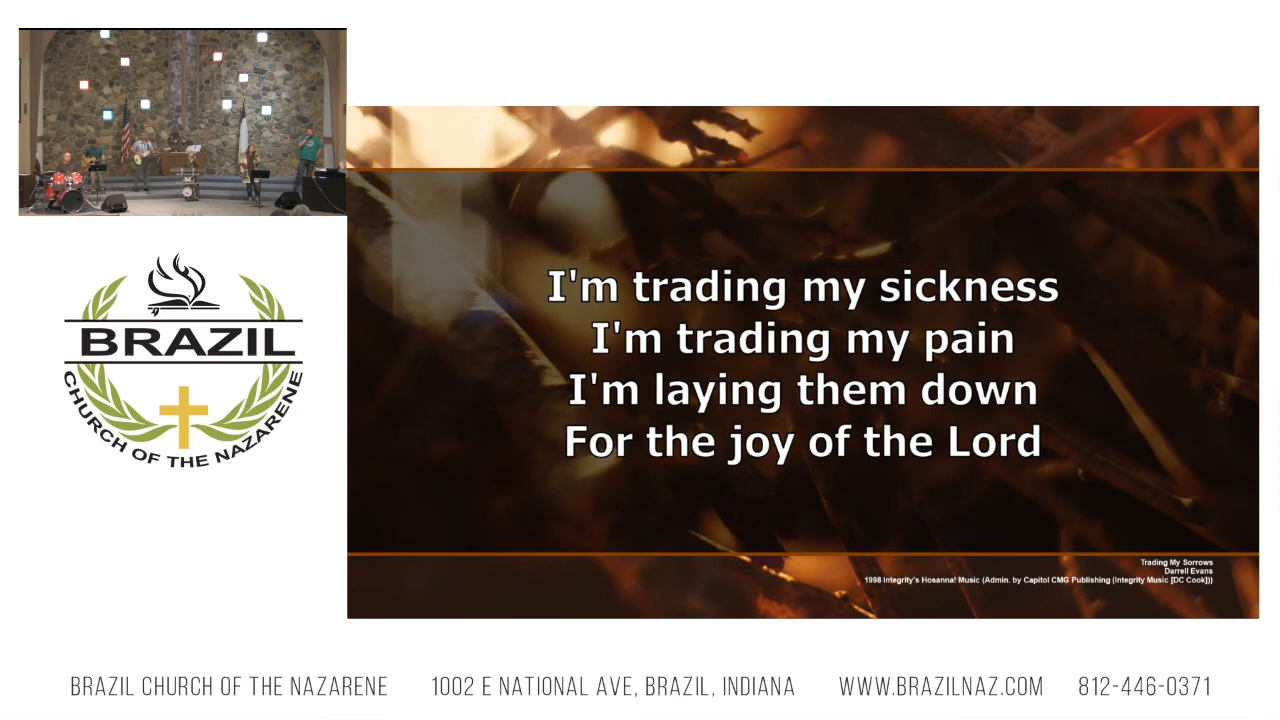 BRAZIL
CHURCH OF THE NAZARENE
I'm trading my sickness
I'm trading my pain
I'm laying them down
For the joy of the Lord
Trading My Sorrows
Darrell Evans
1998 Integrity's Hosanna! Music (Admin. by Capitol CMG Publishing (Integrity Music [DC Cook]))
BRAZIL CHURCH OF THE NAZARENE 1002 E NATIONAL AVE, BRAZIL, INDIANA WWW.BRAZILNAZ.COM 812-446-0371